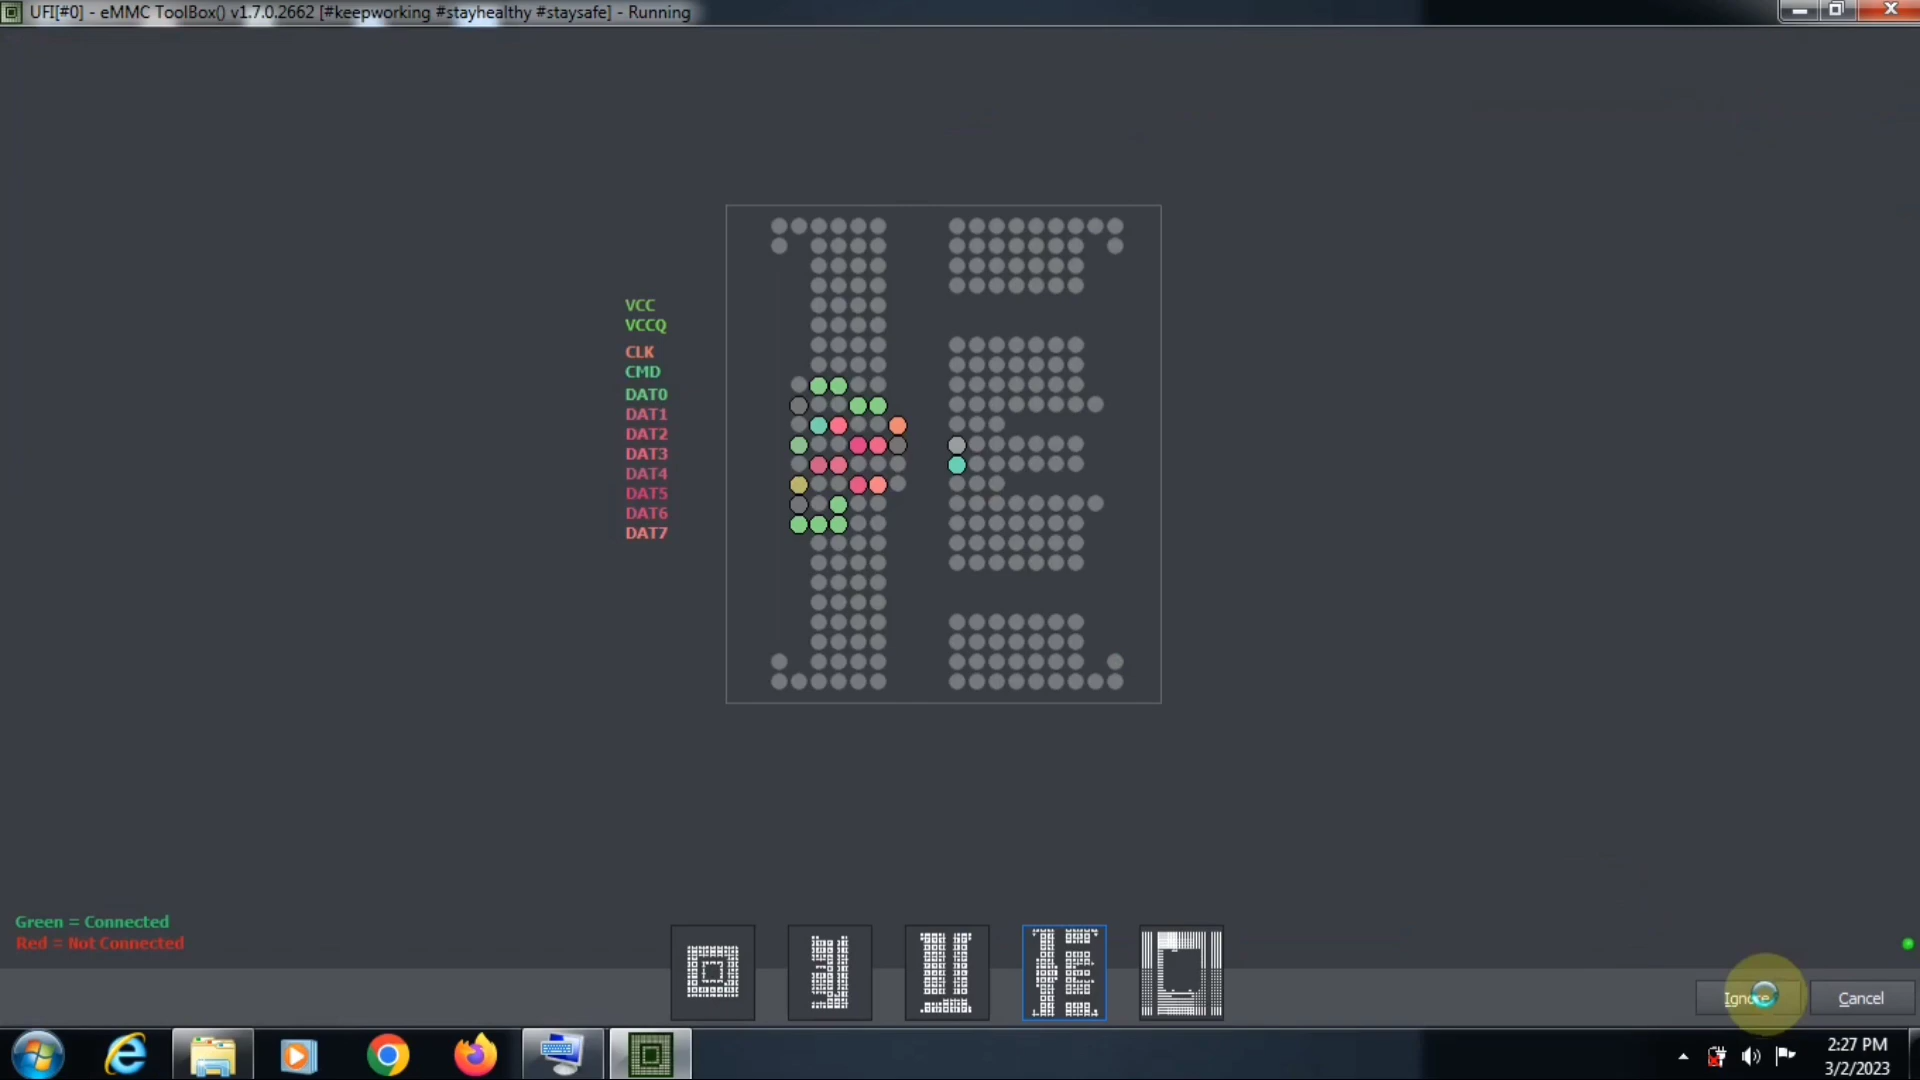 UFI[#0] - eMMC ToolBox() v1.7.0.2662 [#keepworking #stayhealthy #staysafe] - Running
VCC
VCCQ
CLK
CMD
DAT0
DAT1
DAT2
DAT3
DAT4
DAT5
DAT6
DAT7
Green = Connected
Red = Not Connected
Ignore
Cancel
2:27 PM
3/2/2023